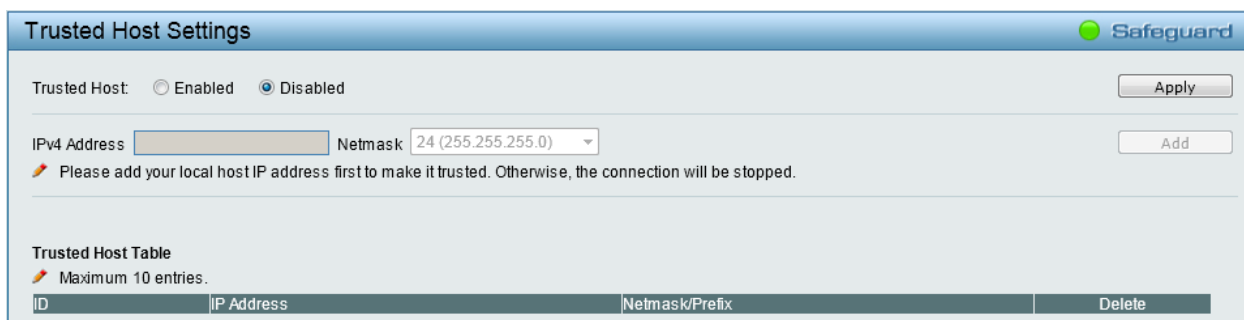 Trusted Host Settings
Safeguard
Trusted Host: Enabled Disabled Apply
IPv4 Address Netmask 24 (255.255.255.0) Add
Please add your local host IP address first to make it trusted. Otherwise, the connection will be stopped.
Trusted Host Table
Maximum 10 entries.
ID IP Address Netmask/Prefix Delete